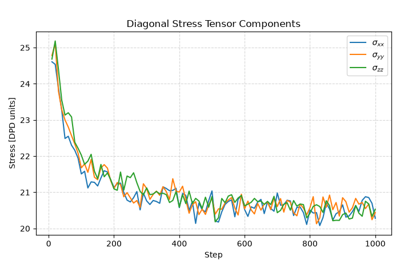 Diagonal Stress Tensor Components
σxx
σyy
σzz
Stress [DPD units]
25
24
23
22
21
20
0 200 400 600 800 1000
Step